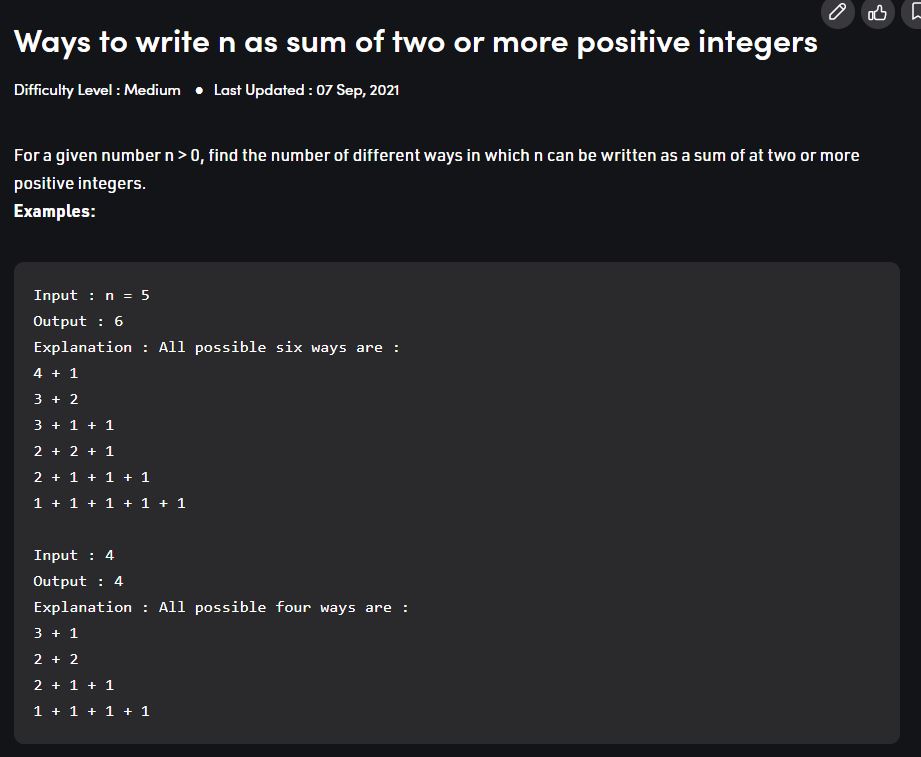 Ways to write n as sum of two or more positive integers
Difficulty Level : Medium ● Last Updated : 07 Sep, 2021
For a given number n > 0, find the number of different ways in which n can be written as a sum of at two or more
positive integers.
Examples:
Input : n = 5
Output : 6
Explanation : All possible six ways are :
4 + 1
3 + 2
3 + 1 + 1
2 + 2 + 1
2 + 1 + 1 + 1
1 + 1 + 1 + 1 + 1
Input : 4
Output : 4
Explanation : All possible four ways are :
3 + 1
2 + 2
2 + 1 + 1
1 + 1 + 1 + 1